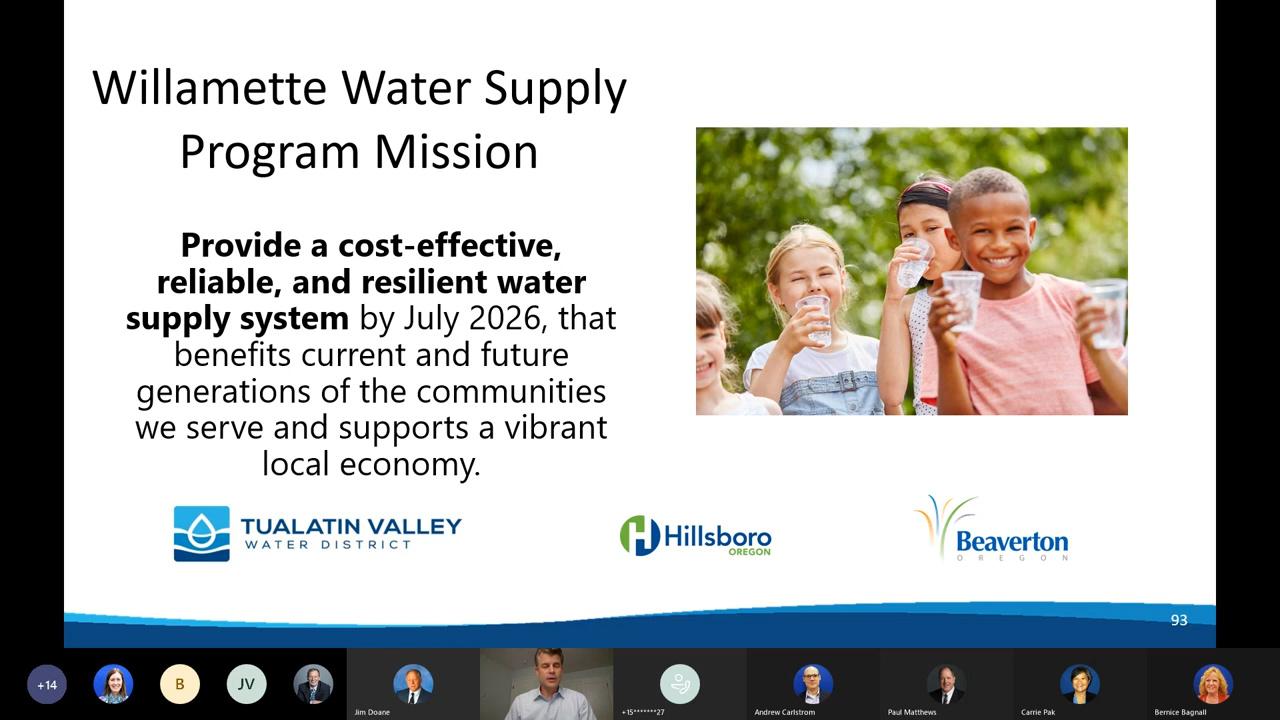 Willamette Water Supply
Program Mission
Provide a cost-effective,
reliable, and resilient water
supply system by July 2026, that
benefits current and future
generations of the communities
we serve and supports a vibrant
local economy.
TUALATIN VALLEY
WATER DISTRICT
Hillsboro
OREGON
Beaverton
OREGON
93
+14
B
JV
Jim Doane
+15*******27
Andrew Carlstrom
Paul Matthews
Carrie Pak
Bernice Bagnall